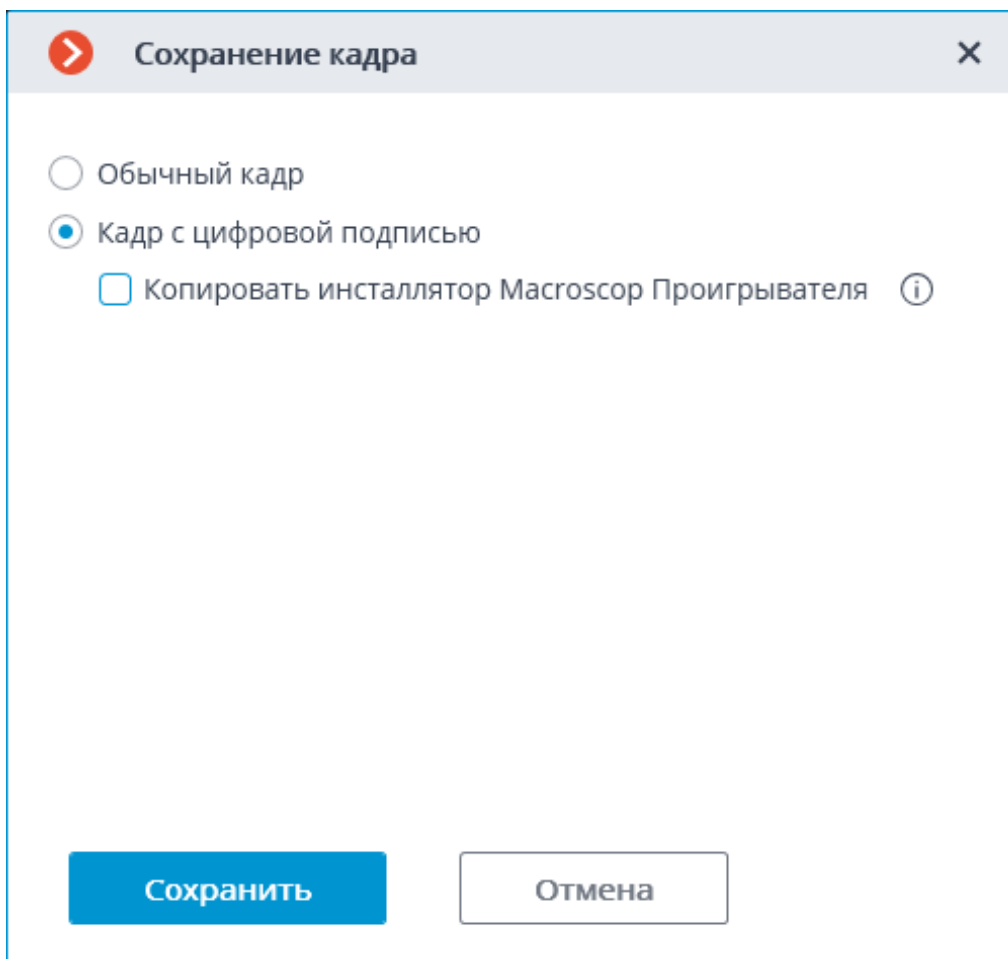 Сохранение кадра
Обычный кадр
Кадр с цифровой подписью
Копировать инсталлятор Macroscop Проигрывателя
Сохранить
Отмена